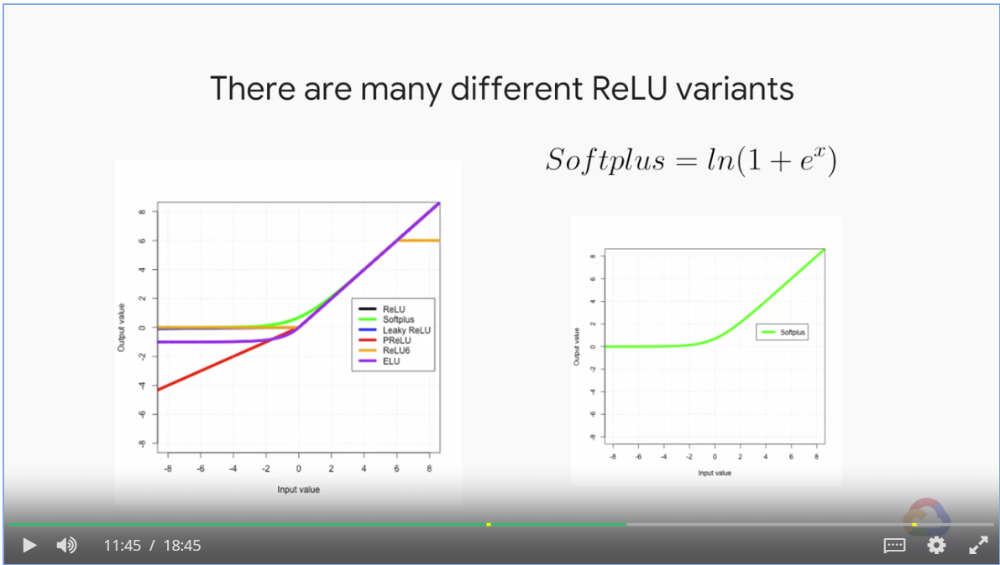 There are many different ReLU variants
Softplus = ln(1 + e^x)
8
6
4
2
0
-2
-4
-6
-8
Output value
-8 -6 -4 -2 0 2 4 6 8
Input value
ReLU
Softplus
Leaky ReLU
PReLU
ReLU6
ELU
8
6
4
2
0
-2
-4
-6
-8
Output value
-8 -6 -4 -2 0 2 4 6 8
Input value
Softplus
11:45 / 18:45